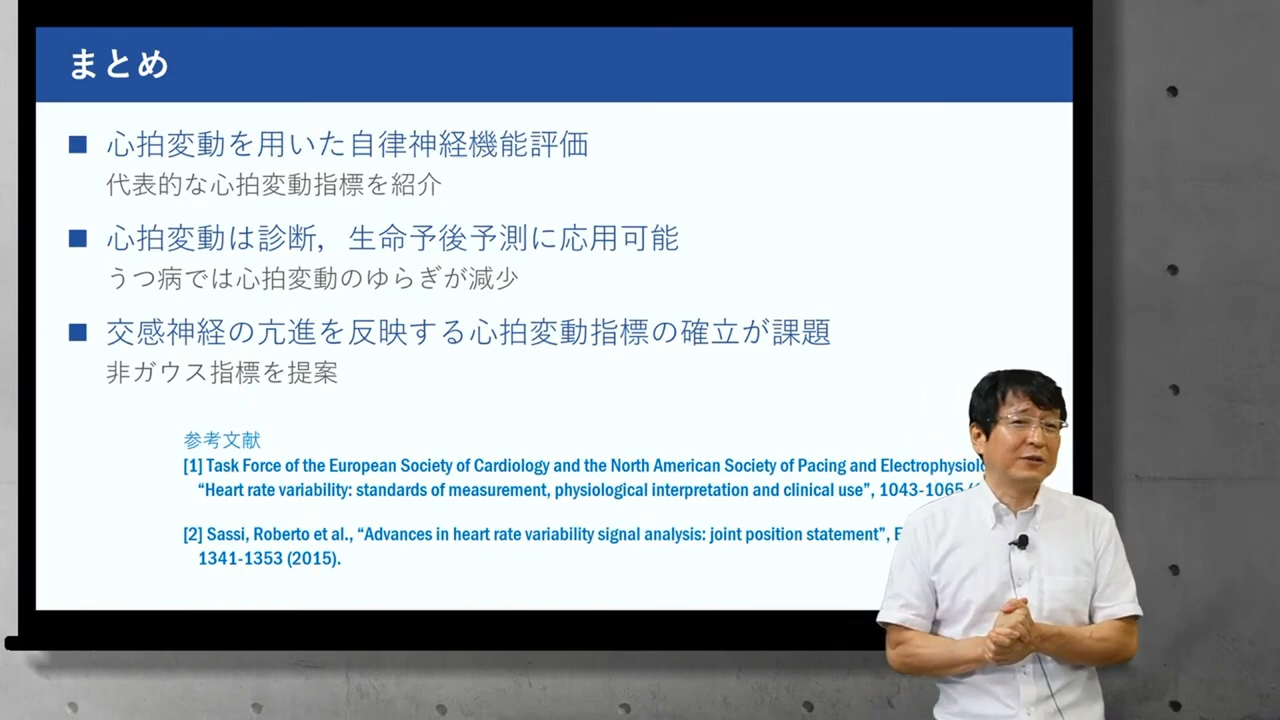 まとめ
心拍変動を用いた自律神経機能評価
代表的な心拍変動指標を紹介
心拍変動は診断，生命予後予測に応用可能
うつ病では心拍変動のゆらぎが減少
交感神経の亢進を反映する心拍変動指標の確立が課題
非ガウス指標を提案
参考文献
[1] Task Force of the European Society of Cardiology and the North American Society of Pacing and
“Heart rate variability: standards of measurement, physiological interpretation and clinical use”, 1043-1065
[2] Sassi, Roberto et al., “Advances in heart rate variability signal analysis: joint position statement”,
1341-1353 (2015).